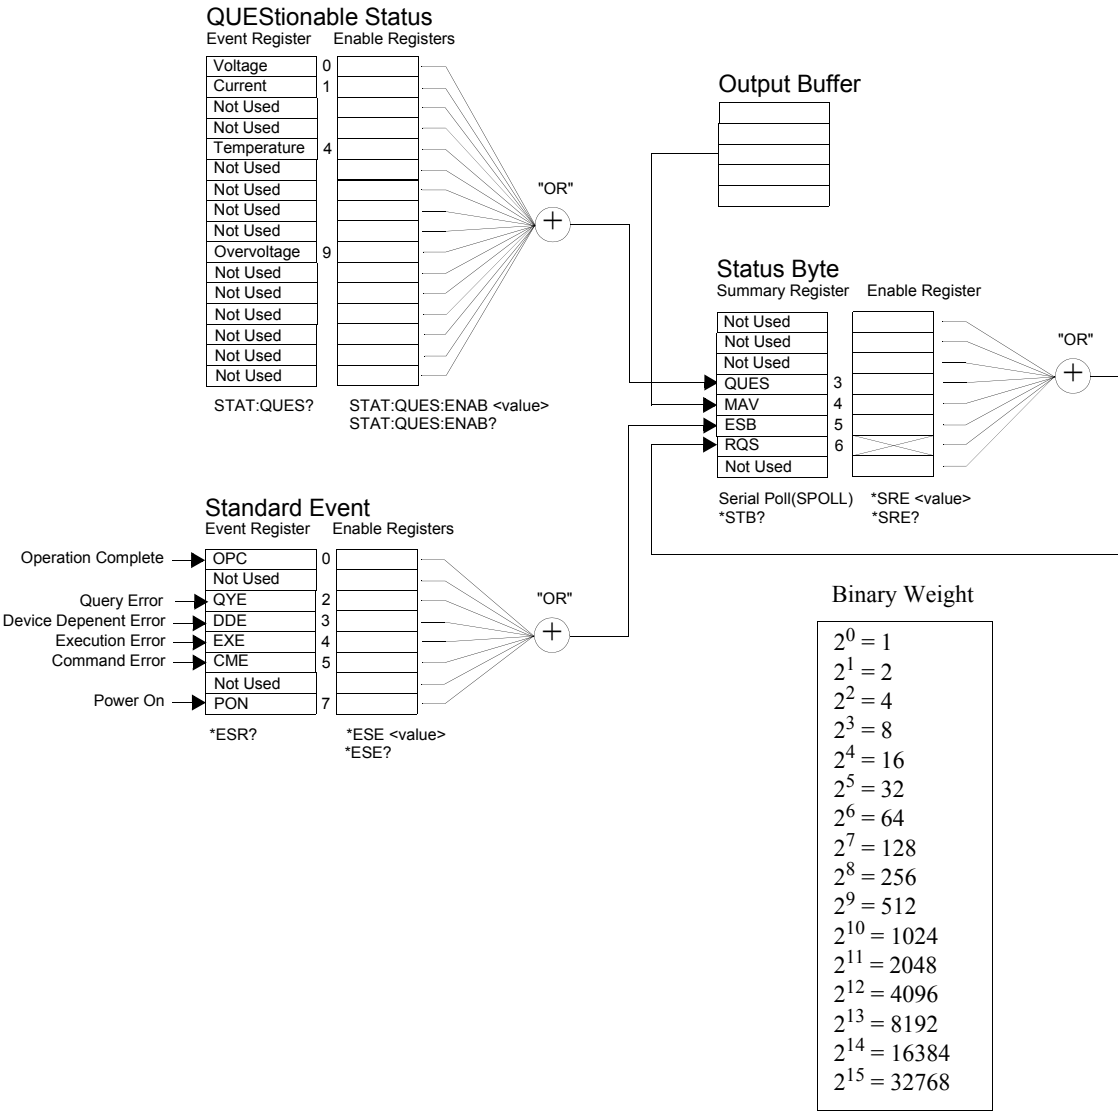 QUEStionable Status
Event Register Enable Registers
Voltage 0
Current 1
Not Used
Not Used
Temperature 4
Not Used
Not Used
Not Used
Not Used
Overvoltage 9
Not Used
Not Used
Not Used
Not Used
Not Used
Not Used
STAT:QUES? STAT:QUES:ENAB <value>
STAT:QUES:ENAB?
"OR"
+
Output Buffer
Status Byte
Summary Register Enable Register
Not Used
Not Used
Not Used
QUES 3
MAV 4
ESB 5
RQS 6
Not Used
Serial Poll(SPOLL) *SRE <value>
*STB? *SRE?
"OR"
+
Standard Event
Event Register Enable Registers
Operation Complete OPC 0
Not Used
Query Error QYE 2
Device Depenent Error DDE 3
Execution Error EXE 4
Command Error CME 5
Not Used
Power On PON 7
*ESR? *ESE <value>
*ESE?
"OR"
+
Binary Weight
2^0 = 1
2^1 = 2
2^2 = 4
2^3 = 8
2^4 = 16
2^5 = 32
2^6 = 64
2^7 = 128
2^8 = 256
2^9 = 512
2^10 = 1024
2^11 = 2048
2^12 = 4096
2^13 = 8192
2^14 = 16384
2^15 = 32768